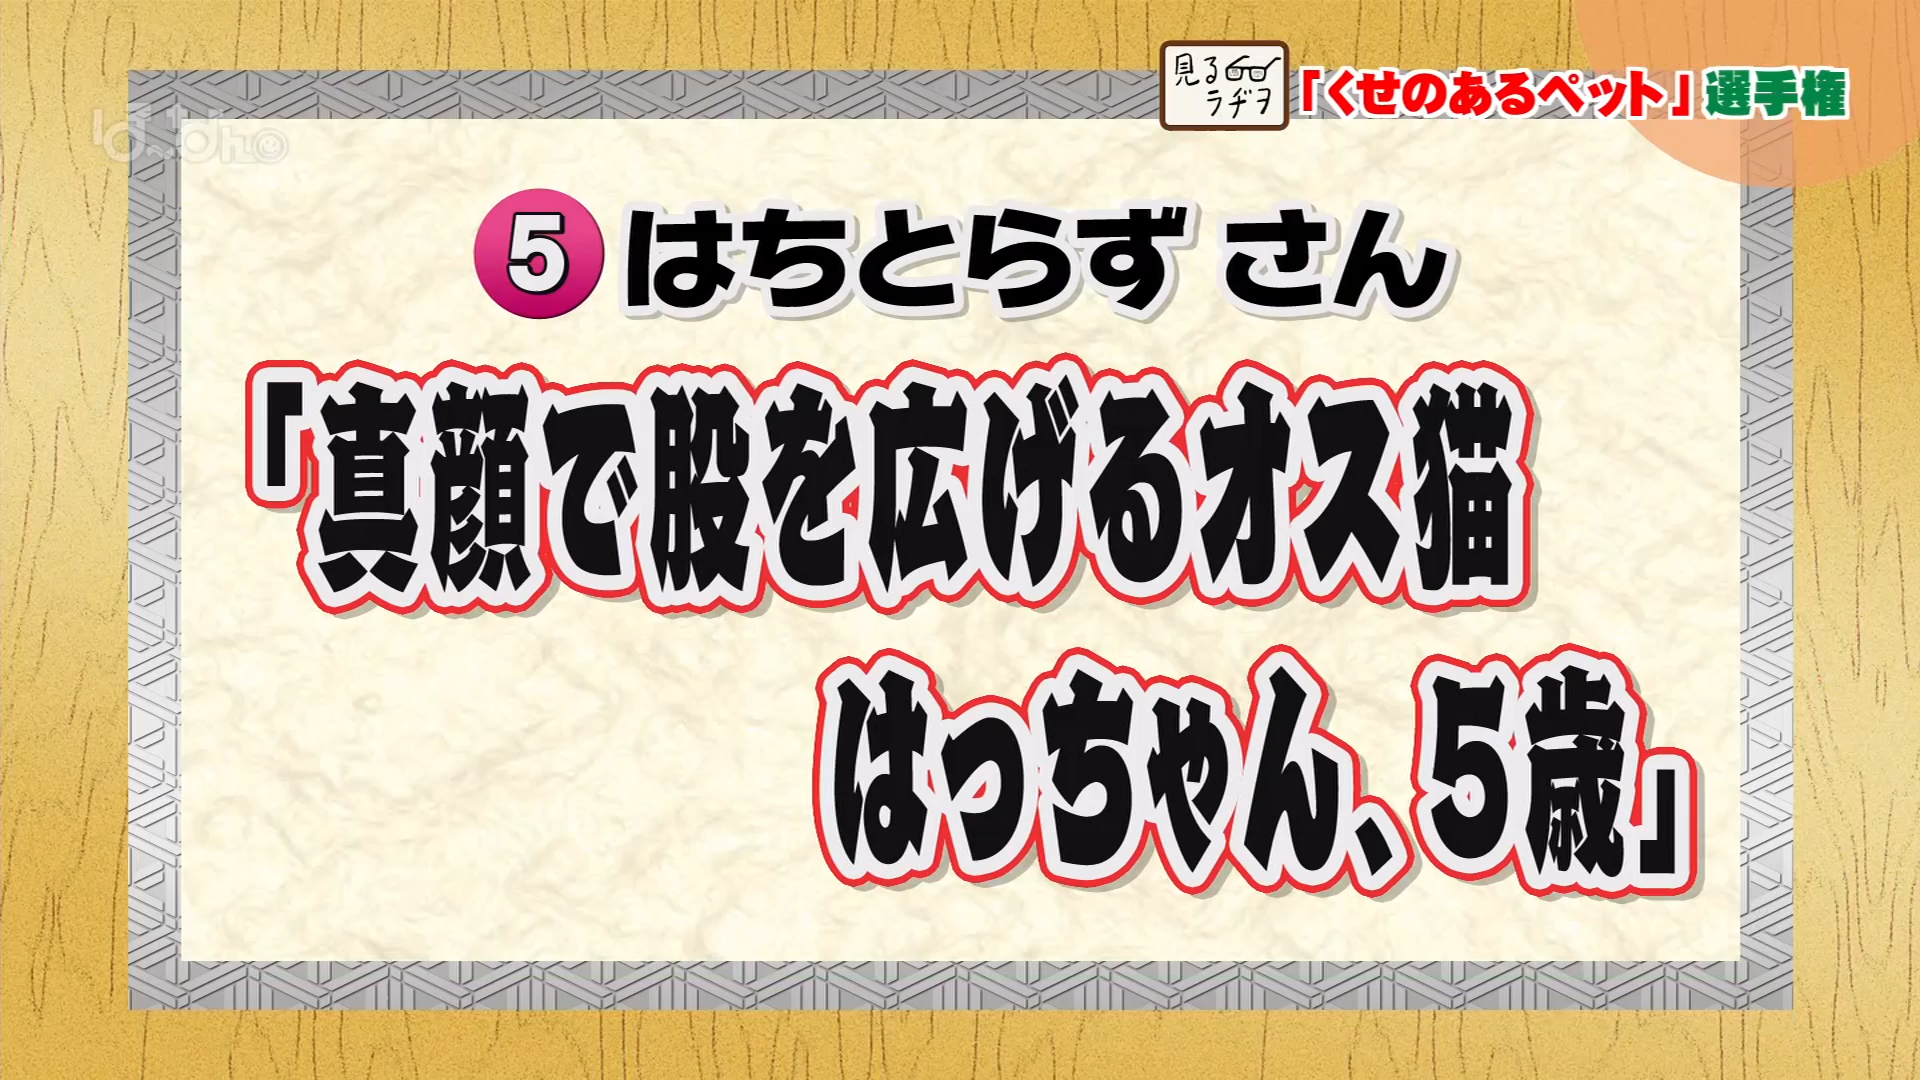 見る
ラヂヲ
「くせのあるペット」選手権
5 はちとらず さん
「真顔で股を広げるオス猫
はっちゃん、5歳」